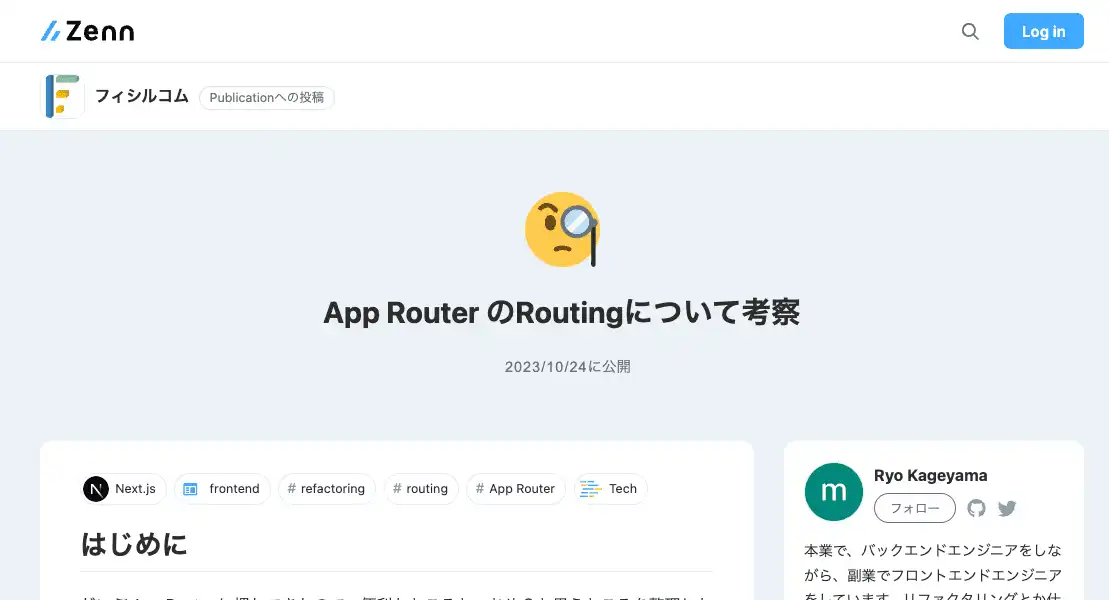 Zenn
Log in
フィシルコム
Publicationへの投稿
App Router のRoutingについて考察
2023/10/24に公開
Next.js
frontend
# refactoring
# routing
# App Router
Tech
はじめに
m
Ryo Kageyama
フォロー
本業で、バックエンドエンジニアをしな
がら、副業でフロントエンドエンジニア
をしています。リファクタリングとか仕